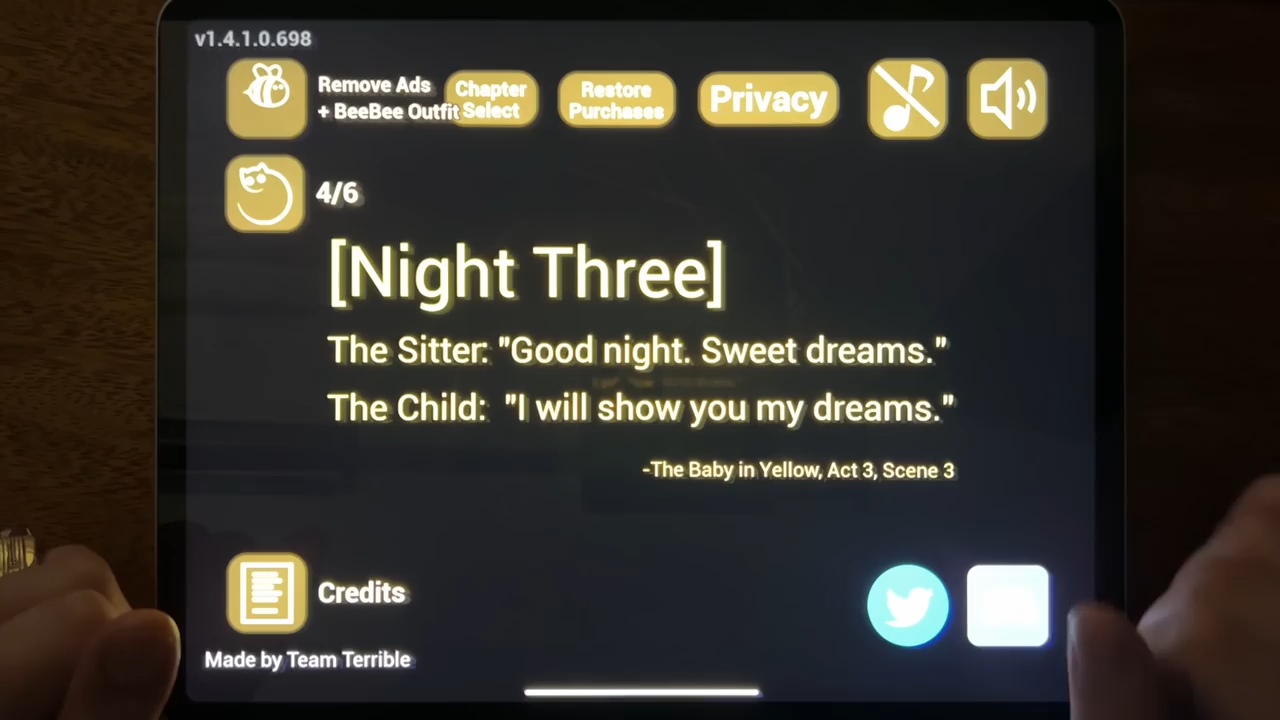 v1.4.1.0.698
Remove Ads
+ BeeBee Outfit
Chapter
Select
Restore
Purchases
Privacy
4/6
[Night Three]
The Sitter: "Good night. Sweet dreams."
The Child: "I will show you my dreams."
-The Baby in Yellow, Act 3, Scene 3
Credits
Made by Team Terrible